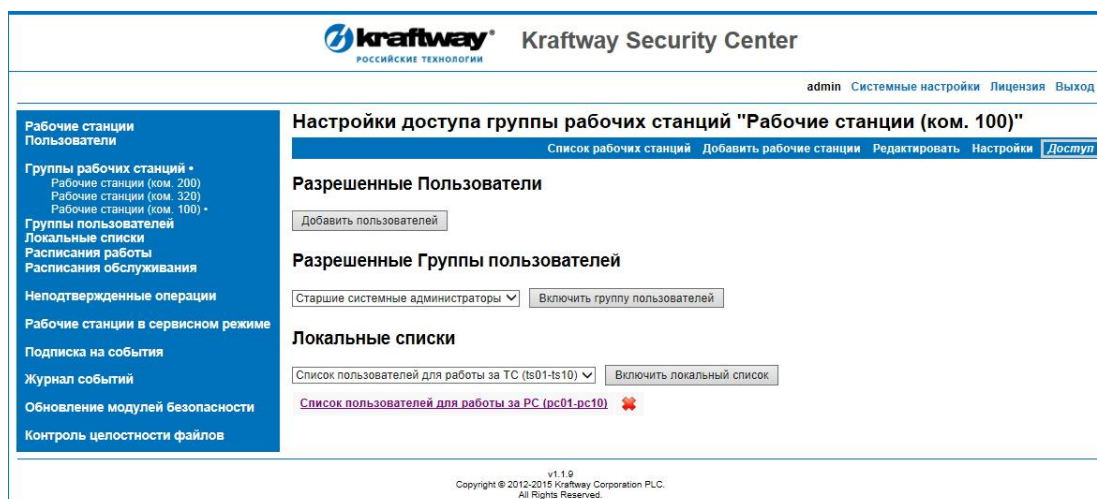 kraftway®
РОССИЙСКИЕ ТЕХНОЛОГИИ
Kraftway Security Center
admin Системные настройки Лицензия Выход
Рабочие станции
Пользователи
Группы рабочих станций •
Рабочие станции (ком. 200)
Рабочие станции (ком. 320)
Рабочие станции (ком. 100) •
Группы пользователей
Локальные списки
Расписания работы
Расписания обслуживания
Неподтвержденные операции
Рабочие станции в сервисном режиме
Подписка на события
Журнал событий
Обновление модулей безопасности
Контроль целостности файлов
Настройки доступа группы рабочих станций "Рабочие станции (ком. 100)"
Список рабочих станций Добавить рабочие станции Редактировать Настройки Доступ
Разрешенные Пользователи
Добавить пользователей
Разрешенные Группы пользователей
Старшие системные администраторы Включить группу пользователей
Локальные списки
Список пользователей для работы за ТС (ts01-ts10) Включить локальный список
Список пользователей для работы за РС (pc01-pc10)
v1.1.9
Copyright © 2012-2015 Kraftway Corporation PLC.
All Rights Reserved.